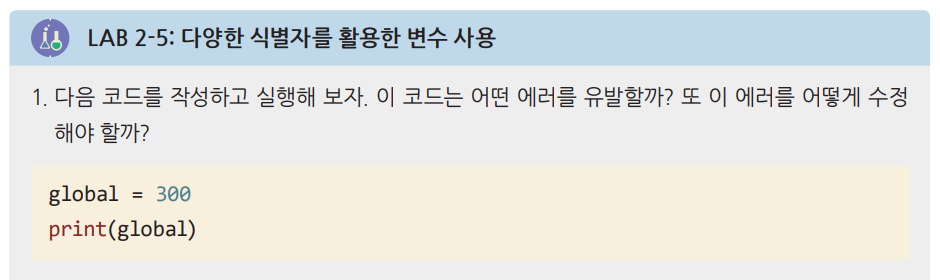 LAB 2-5: 다양한 식별자를 활용한 변수 사용
1. 다음 코드를 작성하고 실행해 보자. 이 코드는 어떤 에러를 유발할까? 또 이 에러를 어떻게 수정
해야 할까?
global = 300
print(global)